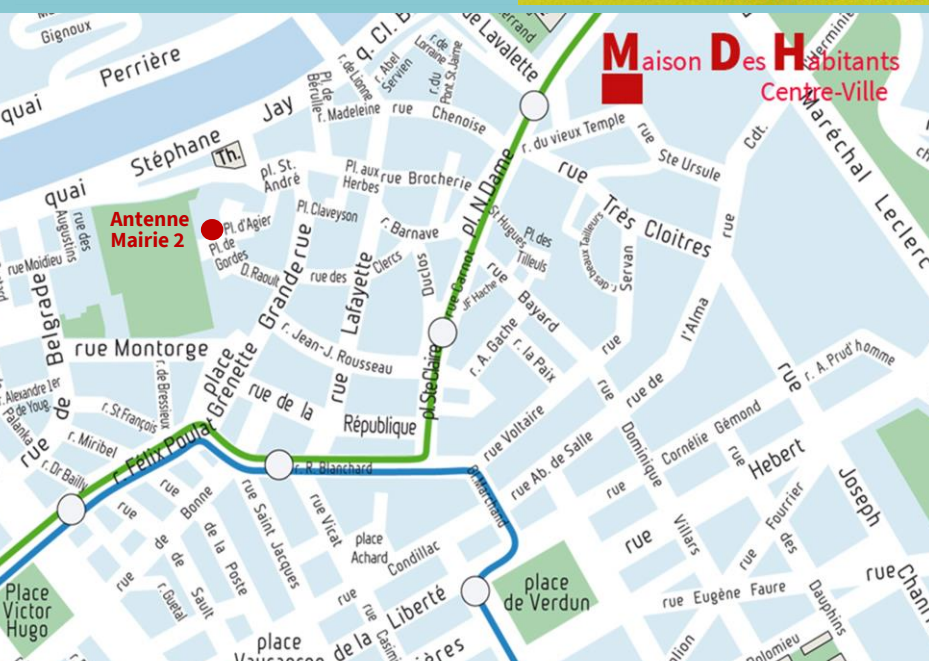 Gignoux
quai
Perrière
q. Cl. B
de Lavalette
Maison Des Habitants
Centre-Ville
r. de Lionne
r. Abel
Servien
r.de
Lorraine
r.du
Pont. St.Jaime
Pl. de
Bérulle
r. Madeleine
rue
Chenoise
quai
Stéphane
Jay
Th.
pl. St.
André
Pl. aux
Herbes
rue Brocherie
r. du vieux Temple
rue
Ste Ursule
Cdt.
Maréchal
Leclerc
rue
Très
Cloitres
quai
rue des
Augustins
rue Moidieu
Antenne
Mairie 2
Pl. d'Agier
Pl. de
Gordes
D. Raoult
Pl. Claveyson
r. Barnave
rue des
Clercs
Duclos
Grande rue
Lafayette
rue
rue Carnot
pl. N.Dame
St Hugues
Pl. des
Tilleuls
JF Hache
rue
Bayard
r. des beaux Tailleurs
Servan
rue
rue
l'Alma
rue de
Belgrade
de
rue
rue Montorge
r. de Bressieux
place
Grenette
r. Jean-J. Rousseau
rue de la
République
pl. Ste Claire
r. A. Gache
r. la Paix
rue
r. A. Prud'homme
r. Alexandre 1er
de Youg.
Palanka
r. St François
r. Miribel
r. Dr Bailly
r. Félix Poulat
r. R. Blanchard
Dr. Marchand
rue Voltaire
rue Ab. de Salle
rue
Dominique
Villars
rue
Cornélie
Gémond
rue
Hebert
rue
Fourrier
rue
des
Dauphins
Joseph
rue
Bonne
de
rue
de la
Poste
rue Saint Jacques
rue Vicat
place
Achard
Condillac
rue
de
Sault
r. Guetal
rue
de la
Liberté
rue
place
de Verdun
rue
rue Eugène Faure
Place
Victor
Hugo
place